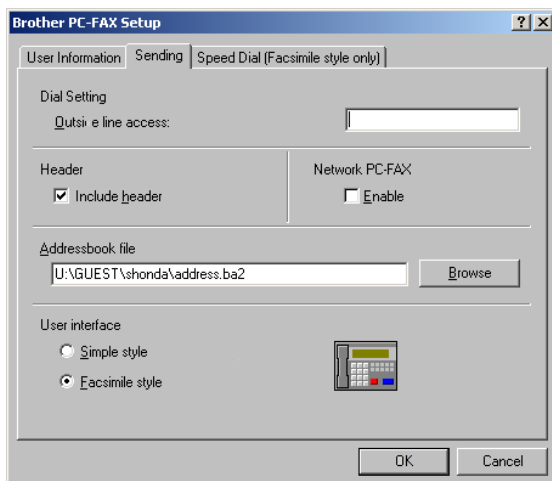 Brother PC-FAX Setup
User Information Sending Speed Dial (Facsimile style only)
Dial Setting
Outsi e line access:
Header Network PC-FAX
Include header Enable
Addressbook file
U:\GUEST\shonda\address.ba2 Browse
User interface
Simple style
Facsimile style
OK Cancel